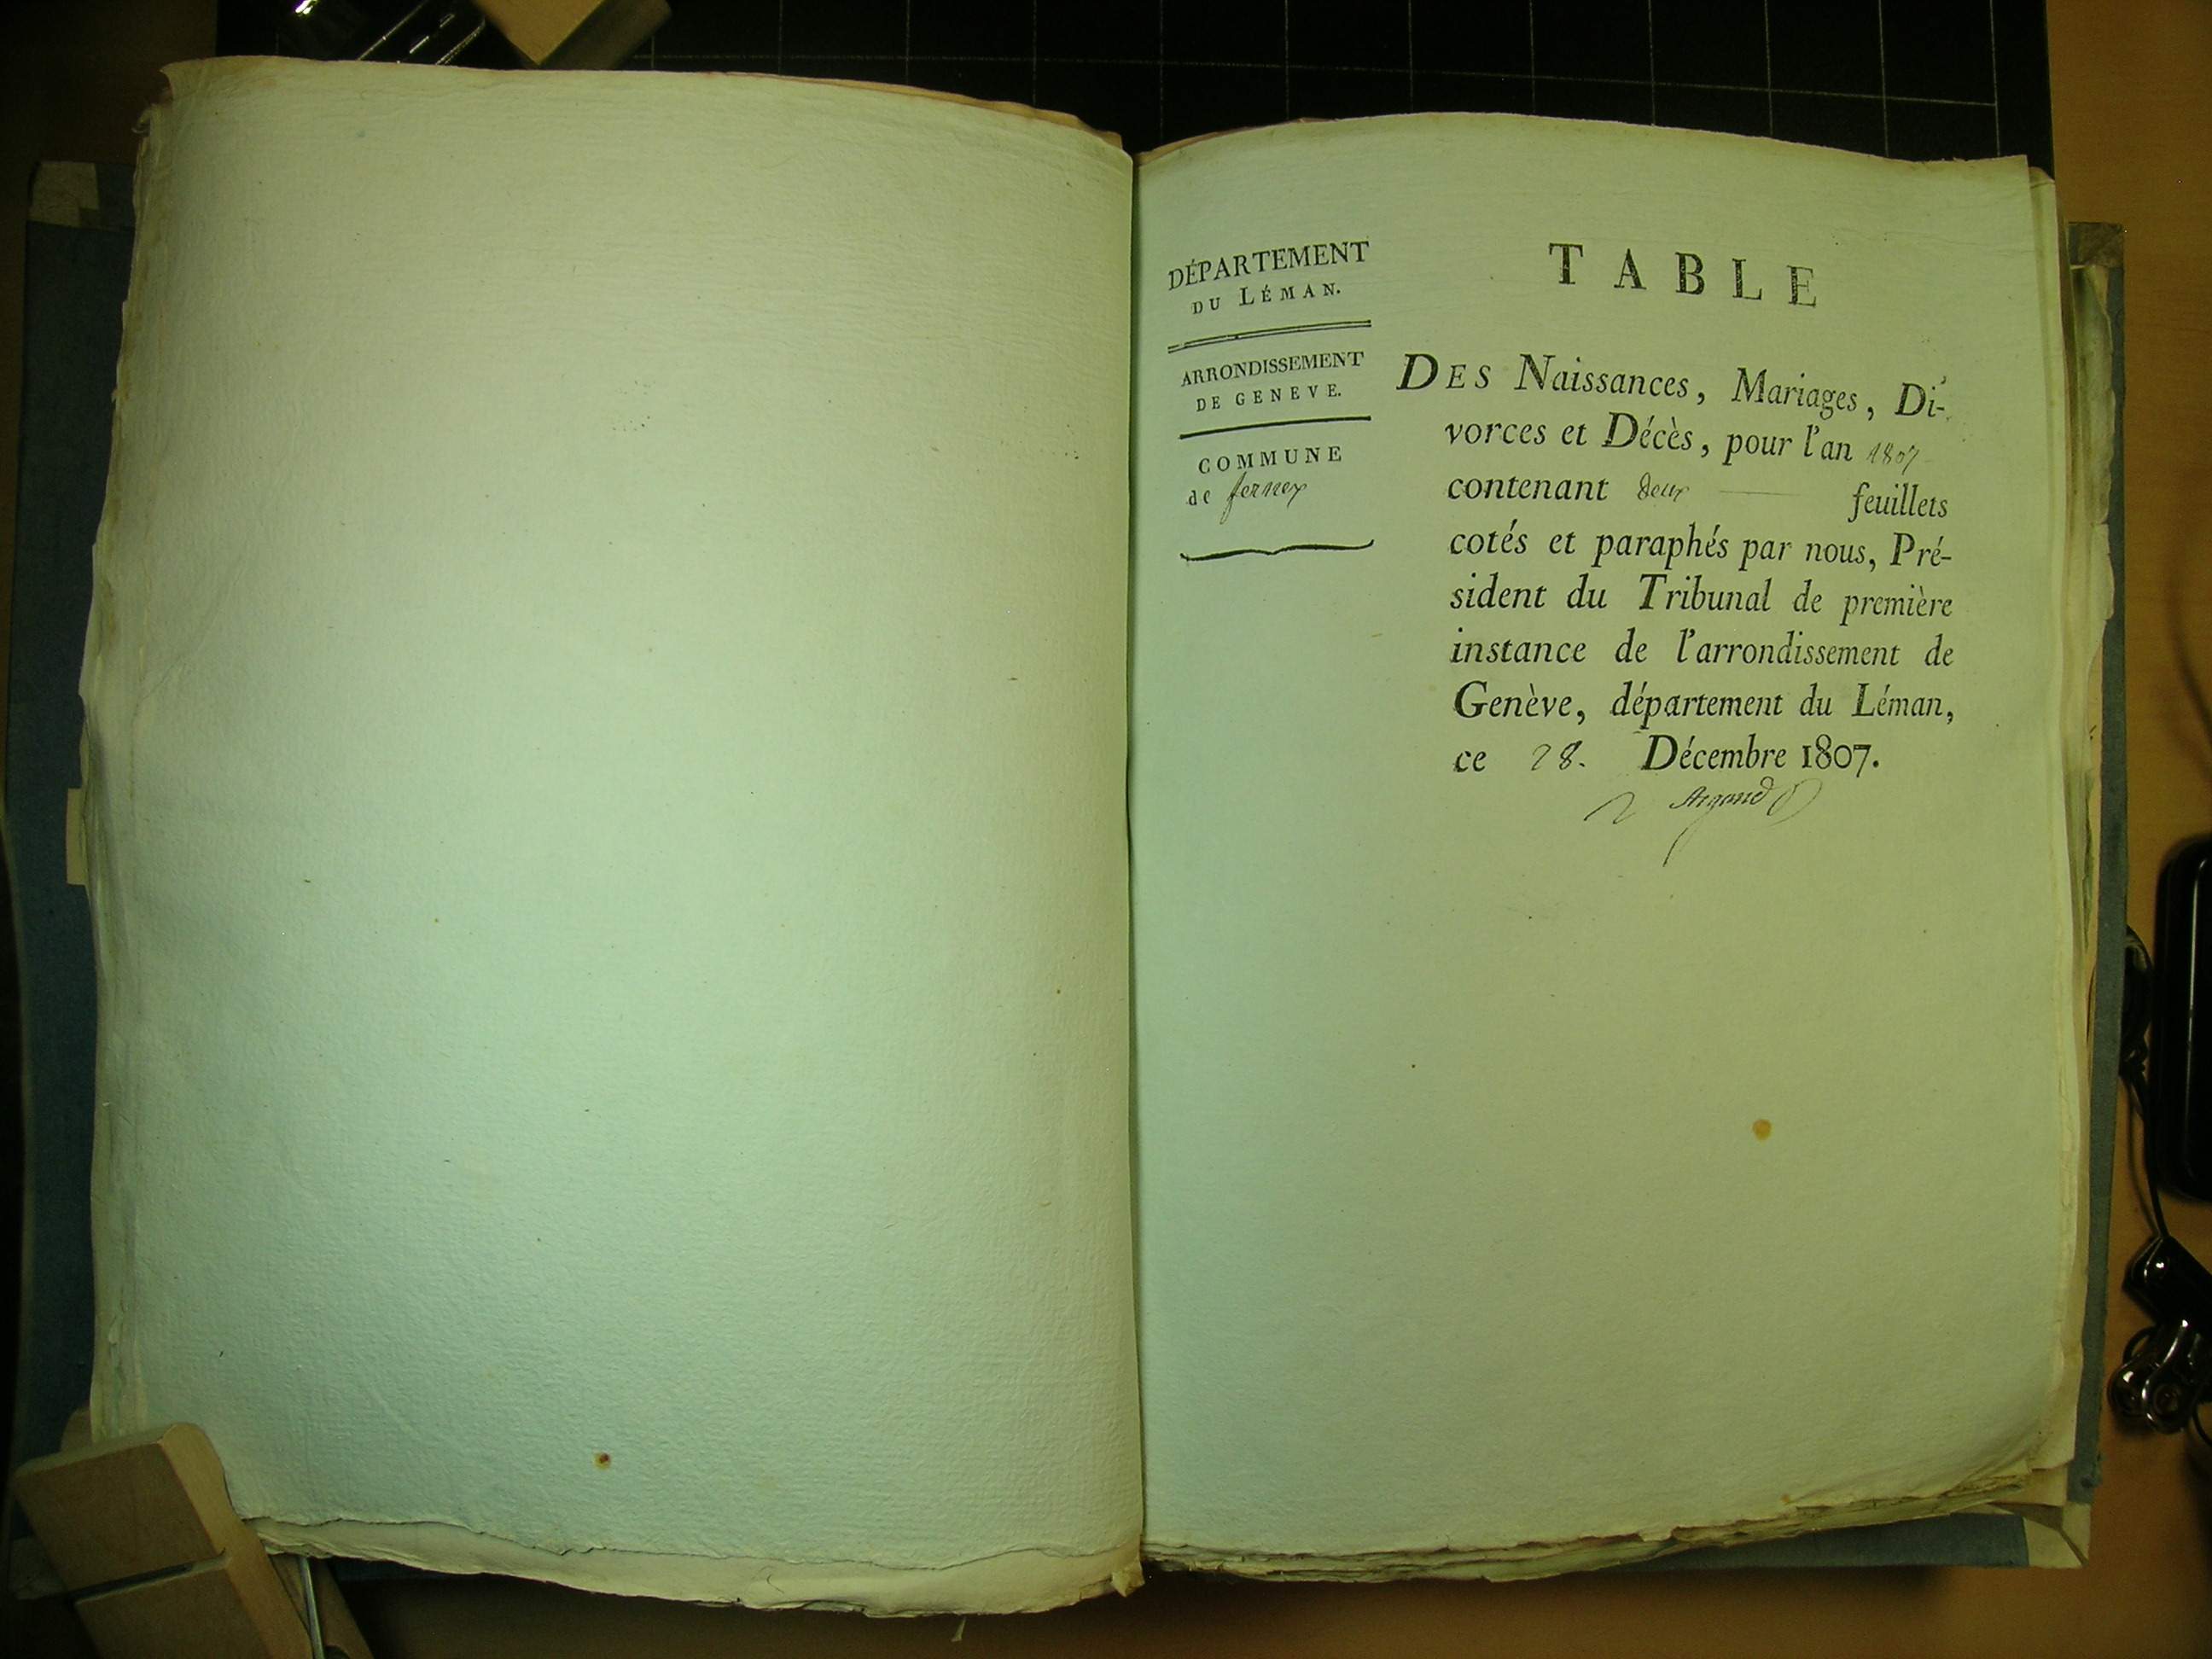 DÉPARTEMENT
DU LÉMAN.
ARRONDISSEMENT
DE GENEVE.
COMMUNE
de ferney
TABLE
DES Naissances, Mariages, Di-
vorces et Décès, pour l'an 1807
contenant deux feuillets
cotés et paraphés par nous, Pré-
sident du Tribunal de première
instance de l'arrondissement de
Genève, département du Léman,
ce 28. Décembre 1807.
Argand